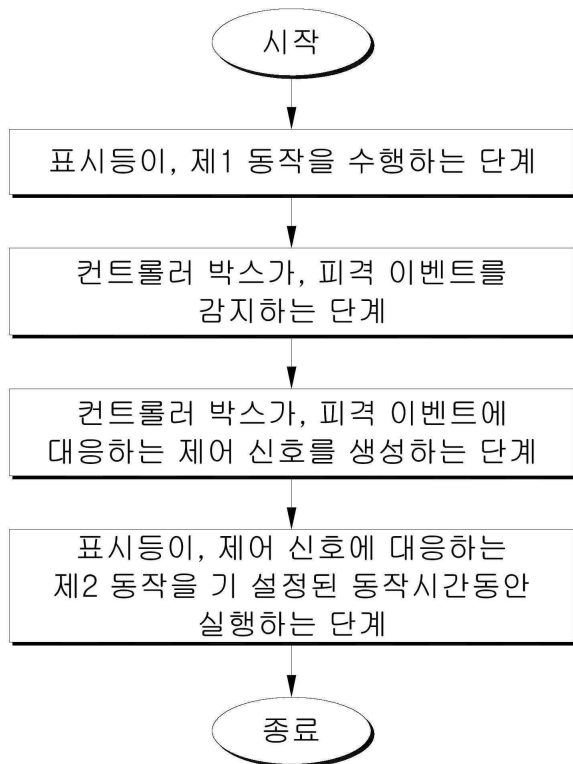 시작
표시등이, 제1 동작을 수행하는 단계
컨트롤러 박스가, 피격 이벤트를
감지하는 단계
컨트롤러 박스가, 피격 이벤트에
대응하는 제어 신호를 생성하는 단계
표시등이, 제어 신호에 대응하는
제2 동작을 기 설정된 동작시간동안
실행하는 단계
종료